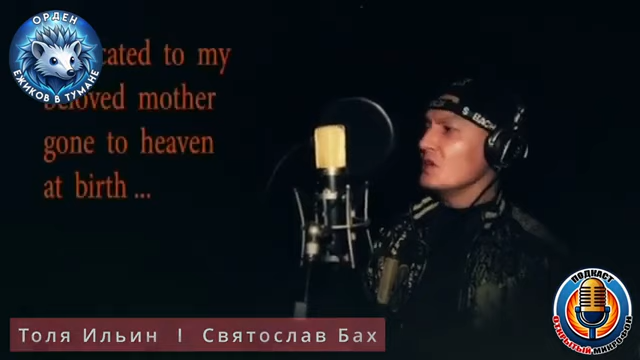 ОРДЕН
ЕЖИКОВ В ТУМАНЕ
cated to my
beloved mother
gone to heaven
at birth ...
Толя Ильин I Святослав Бах
ПОДКАСТ
ОТКРЫТЫЙ МИКРОФОН